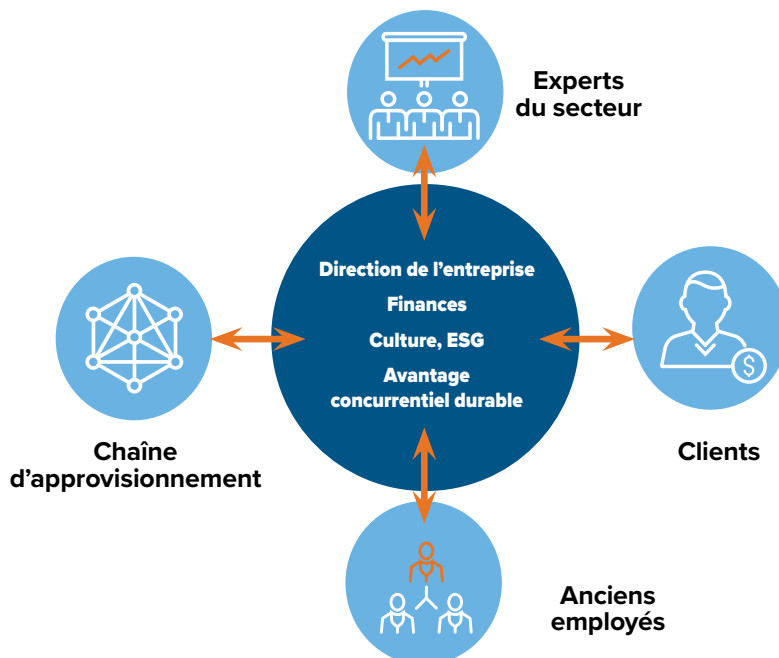 Experts
du secteur
Direction de l'entreprise
Finances
Culture, ESG
Avantage
concurrentiel durable
Chaîne
d'approvisionnement
Clients
$
Anciens
employés